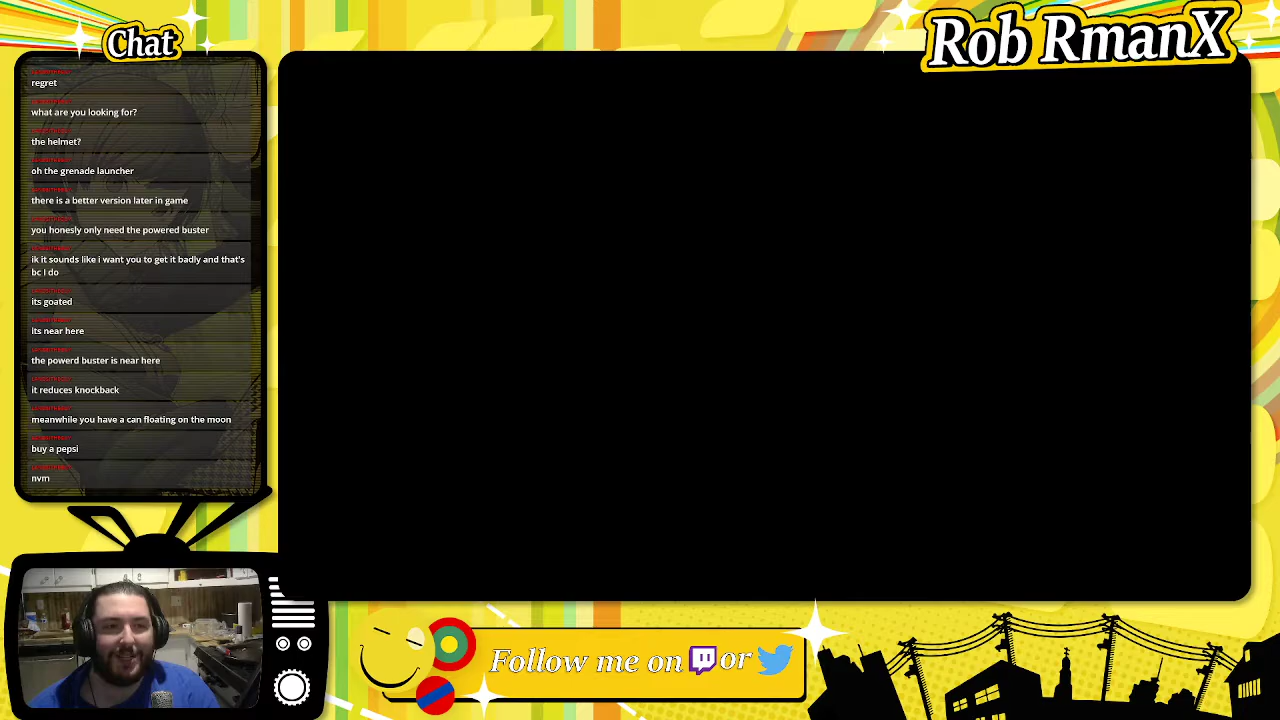 Chat
Rob RmanX
regret
what are you looking for?
the helmet?
oh the grenade launcher
there is a better version later in game
you honesly only need the powered buster
ik it sounds like i want you to get it badly and that's
bc I do
its goated
its near here
the powerd buster is near here
it reduces knockback
meanwhile you have a can floating on the moon
buy a pepsi
nvm
Follow me on or